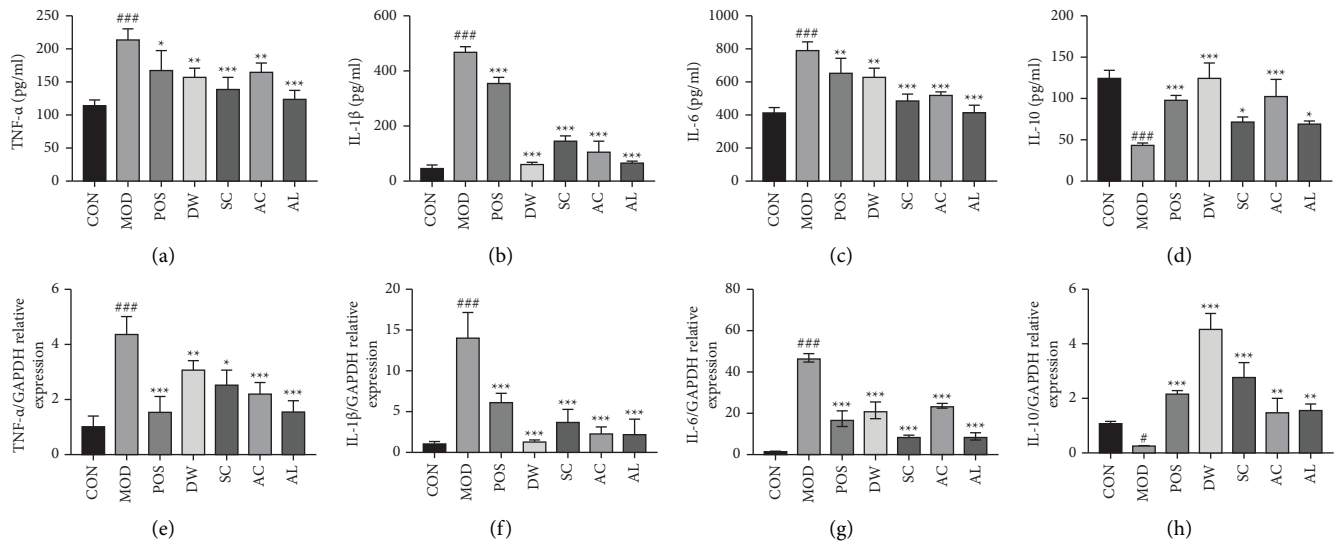 TNF-α (pg/ml)
250
200
150
100
50
0
###
*
**
***
**
***
CON
MOD
POS
DW
SC
AC
AL
(a)
IL-1β (pg/ml)
600
400
200
0
###
***
***
***
***
***
CON
MOD
POS
DW
SC
AC
AL
(b)
IL-6 (pg/ml)
1000
800
600
400
200
0
###
**
**
***
***
***
CON
MOD
POS
DW
SC
AC
AL
(c)
IL-10 (pg/ml)
200
150
100
50
0
###
***
***
*
***
*
CON
MOD
POS
DW
SC
AC
AL
(d)
TNF-α/GAPDH relative
expression
6
4
2
0
###
***
**
*
***
***
CON
MOD
POS
DW
SC
AC
AL
(e)
IL-1β/GAPDH relative
expression
20
15
10
5
0
###
***
***
***
***
***
CON
MOD
POS
DW
SC
AC
AL
(f)
IL-6/GAPDH relative
expression
80
60
40
20
0
###
***
***
***
***
***
CON
MOD
POS
DW
SC
AC
AL
(g)
IL-10/GAPDH relative
expression
6
4
2
0
#
***
***
***
**
**
CON
MOD
POS
DW
SC
AC
AL
(h)